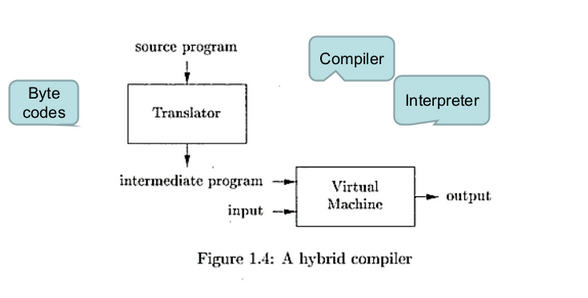 source program
Compiler
Byte
codes
Translator
Interpreter
intermediate program
Virtual
Machine
input
output
Figure 1.4: A hybrid compiler